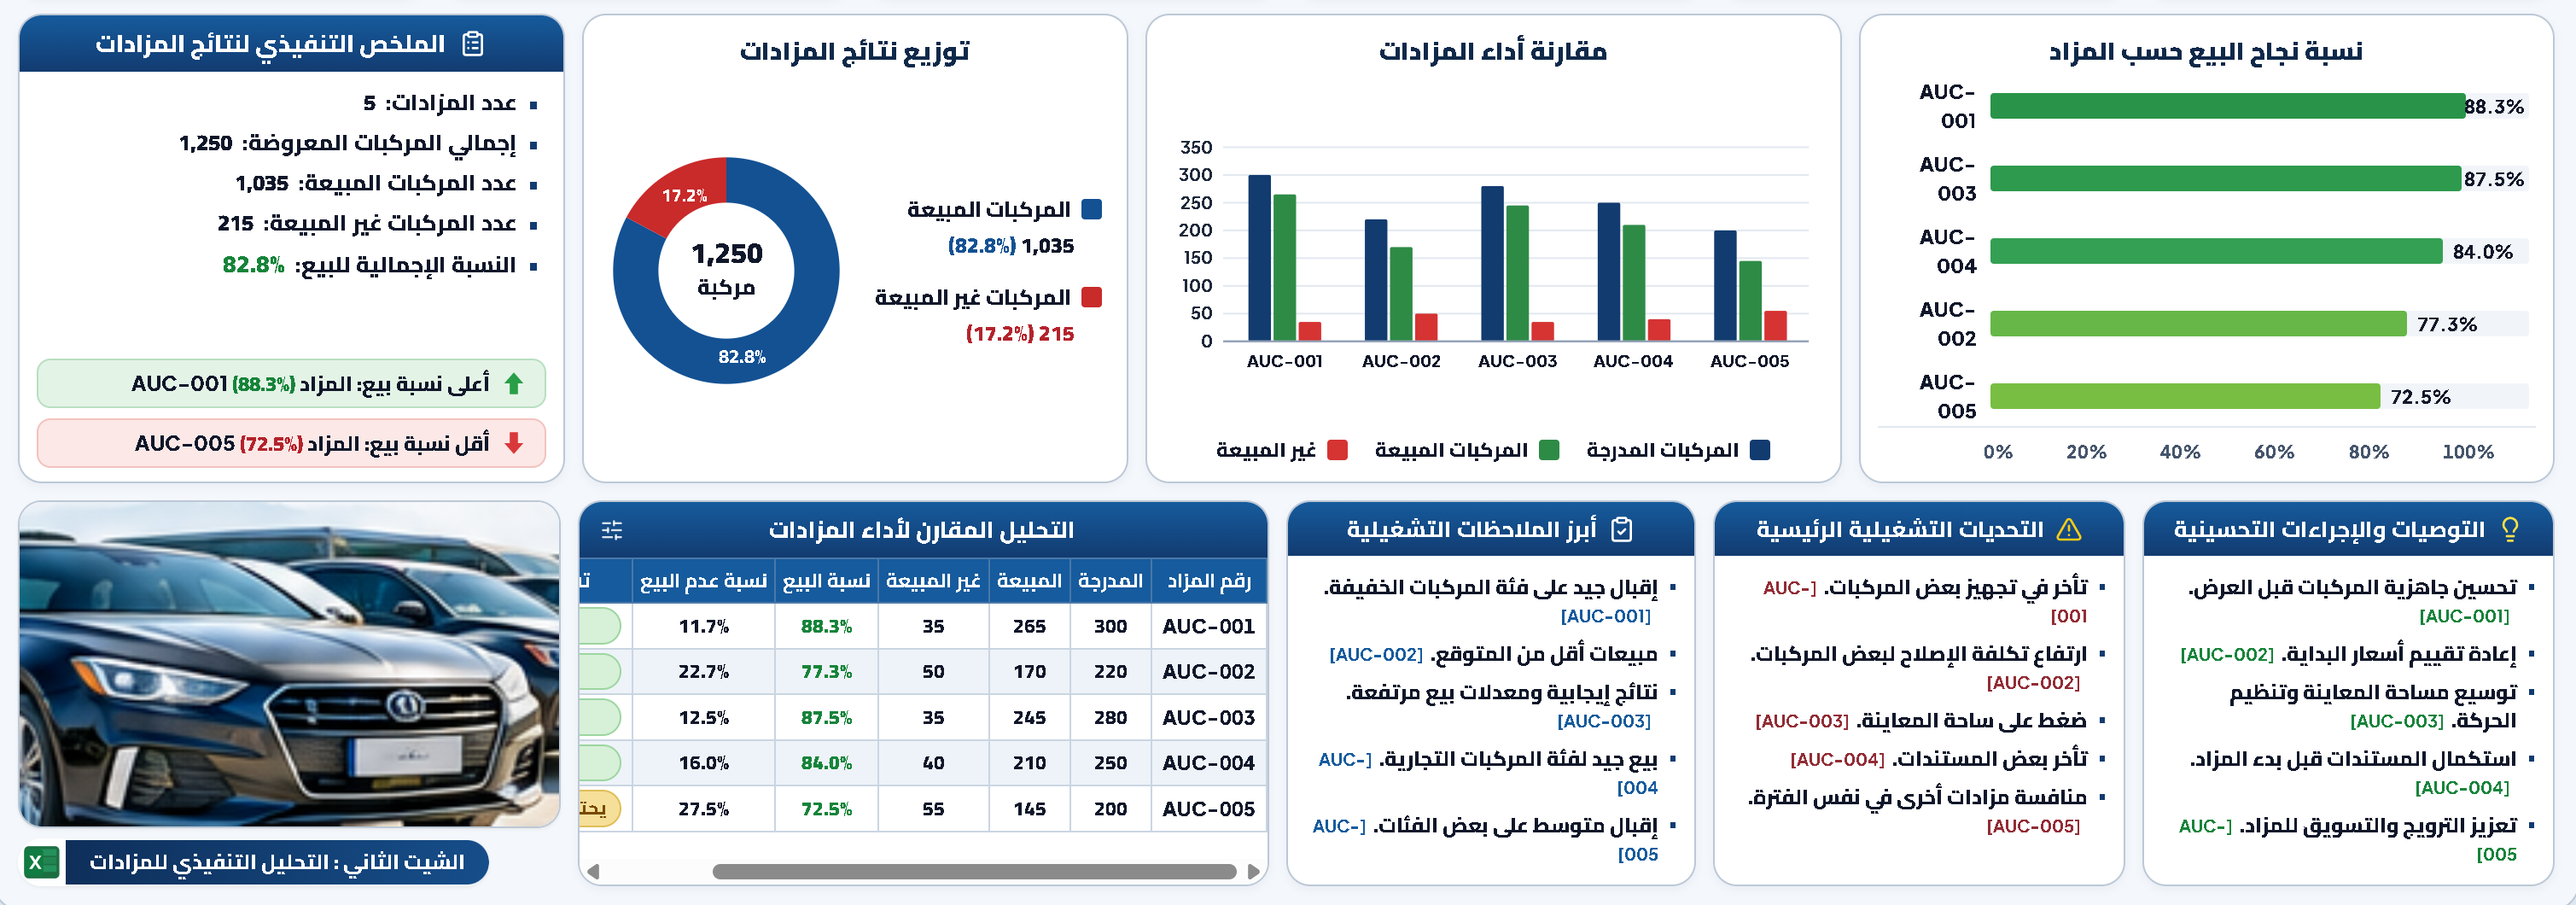 نسبة نجاح البيع حسب المزاد
AUC-
001
88.3%
AUC-
003
87.5%
AUC-
004
84.0%
AUC-
002
77.3%
AUC-
005
72.5%
0% 20% 40% 60% 80% 100%
مقارنة أداء المزادات
350
300
250
200
150
100
50
0
AUC-001 AUC-002 AUC-003 AUC-004 AUC-005
المركبات المدرجة المركبات المبيعة غير المبيعة
توزيع نتائج المزادات
17.2%
1,250
مركبة
82.8%
المركبات المبيعة
1,035 (82.8%)
المركبات غير المبيعة
215 (17.2%)
الملخص التنفيذي لنتائج المزادات
▪ عدد المزادات: 5
▪ إجمالي المركبات المعروضة: 1,250
▪ عدد المركبات المبيعة: 1,035
▪ عدد المركبات غير المبيعة: 215
▪ النسبة الإجمالية للبيع: 82.8%
أعلى نسبة بيع: المزاد AUC-001 (88.3%)
أقل نسبة بيع: المزاد AUC-005 (72.5%)
التوصيات والإجراءات التحسينية
▪ تحسين جاهزية المركبات قبل العرض.
[AUC-001]
▪ إعادة تقييم أسعار البداية. [AUC-002]
▪ توسيع مساحة المعاينة وتنظيم
الحركة. [AUC-003]
▪ استكمال المستندات قبل بدء المزاد.
[AUC-004]
▪ تعزيز الترويج والتسويق للمزاد. [AUC-
005]
التحديات التشغيلية الرئيسية
▪ تأخر في تجهيز بعض المركبات. [AUC-
001]
▪ ارتفاع تكلفة الإصلاح لبعض المركبات.
[AUC-002]
▪ ضغط على ساحة المعاينة. [AUC-003]
▪ تأخر بعض المستندات. [AUC-004]
▪ منافسة مزادات أخرى في نفس الفترة.
[AUC-005]
أبرز الملاحظات التشغيلية
▪ إقبال جيد على فئة المركبات الخفيفة.
[AUC-001]
▪ مبيعات أقل من المتوقع. [AUC-002]
▪ نتائج إيجابية ومعدلات بيع مرتفعة.
[AUC-003]
▪ بيع جيد لفئة المركبات التجارية. [AUC-
004]
▪ إقبال متوسط على بعض الفئات. [AUC-
005]
التحليل المقارن لأداء المزادات
رقم المزاد المدرجة المبيعة غير المبيعة نسبة البيع نسبة عدم البيع
AUC-001 300 265 35 88.3% 11.7%
AUC-002 220 170 50 77.3% 22.7%
AUC-003 280 245 35 87.5% 12.5%
AUC-004 250 210 40 84.0% 16.0%
AUC-005 200 145 55 72.5% 27.5%
الشيت الثاني : التحليل التنفيذي للمزادات
X